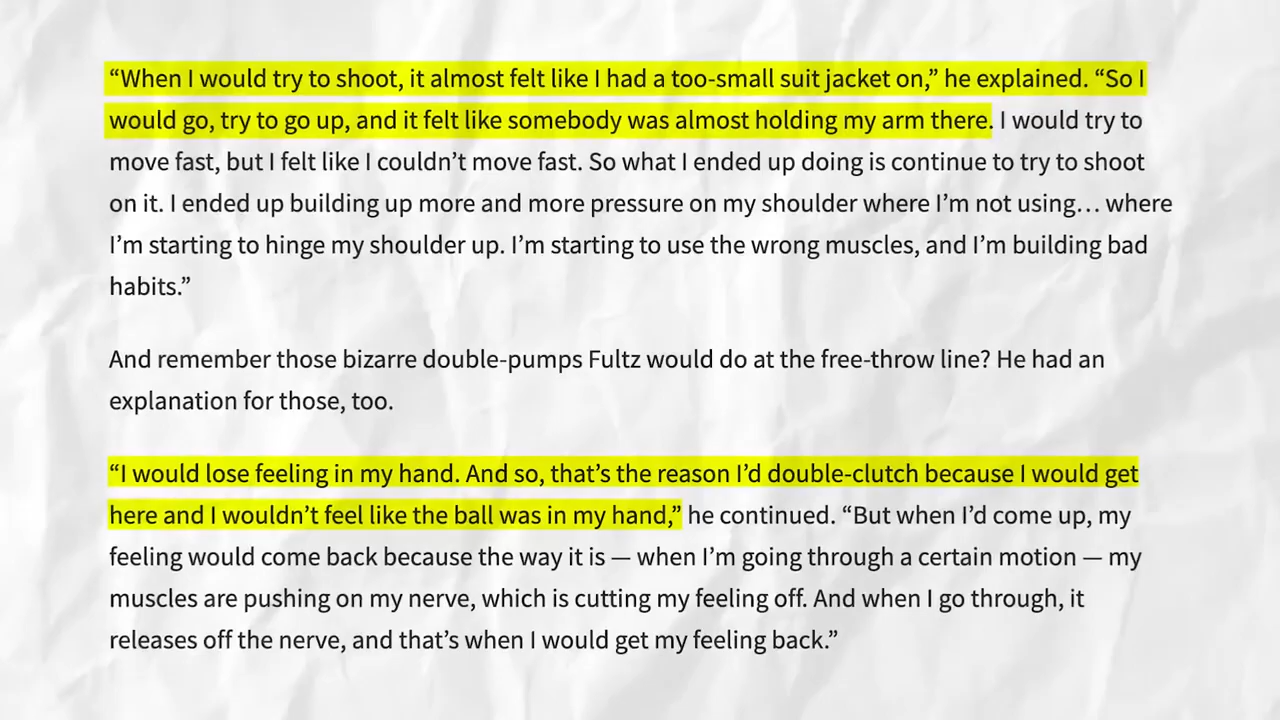 “When I would try to shoot, it almost felt like I had a too-small suit jacket on,” he explained. “So I
would go, try to go up, and it felt like somebody was almost holding my arm there. I would try to
move fast, but I felt like I couldn’t move fast. So what I ended up doing is continue to try to shoot
on it. I ended up building up more and more pressure on my shoulder where I’m not using… where
I’m starting to hinge my shoulder up. I’m starting to use the wrong muscles, and I’m building bad
habits.”
And remember those bizarre double-pumps Fultz would do at the free-throw line? He had an
explanation for those, too.
“I would lose feeling in my hand. And so, that’s the reason I’d double-clutch because I would get
here and I wouldn’t feel like the ball was in my hand,” he continued. “But when I’d come up, my
feeling would come back because the way it is — when I’m going through a certain motion — my
muscles are pushing on my nerve, which is cutting my feeling off. And when I go through, it
releases off the nerve, and that’s when I would get my feeling back.”